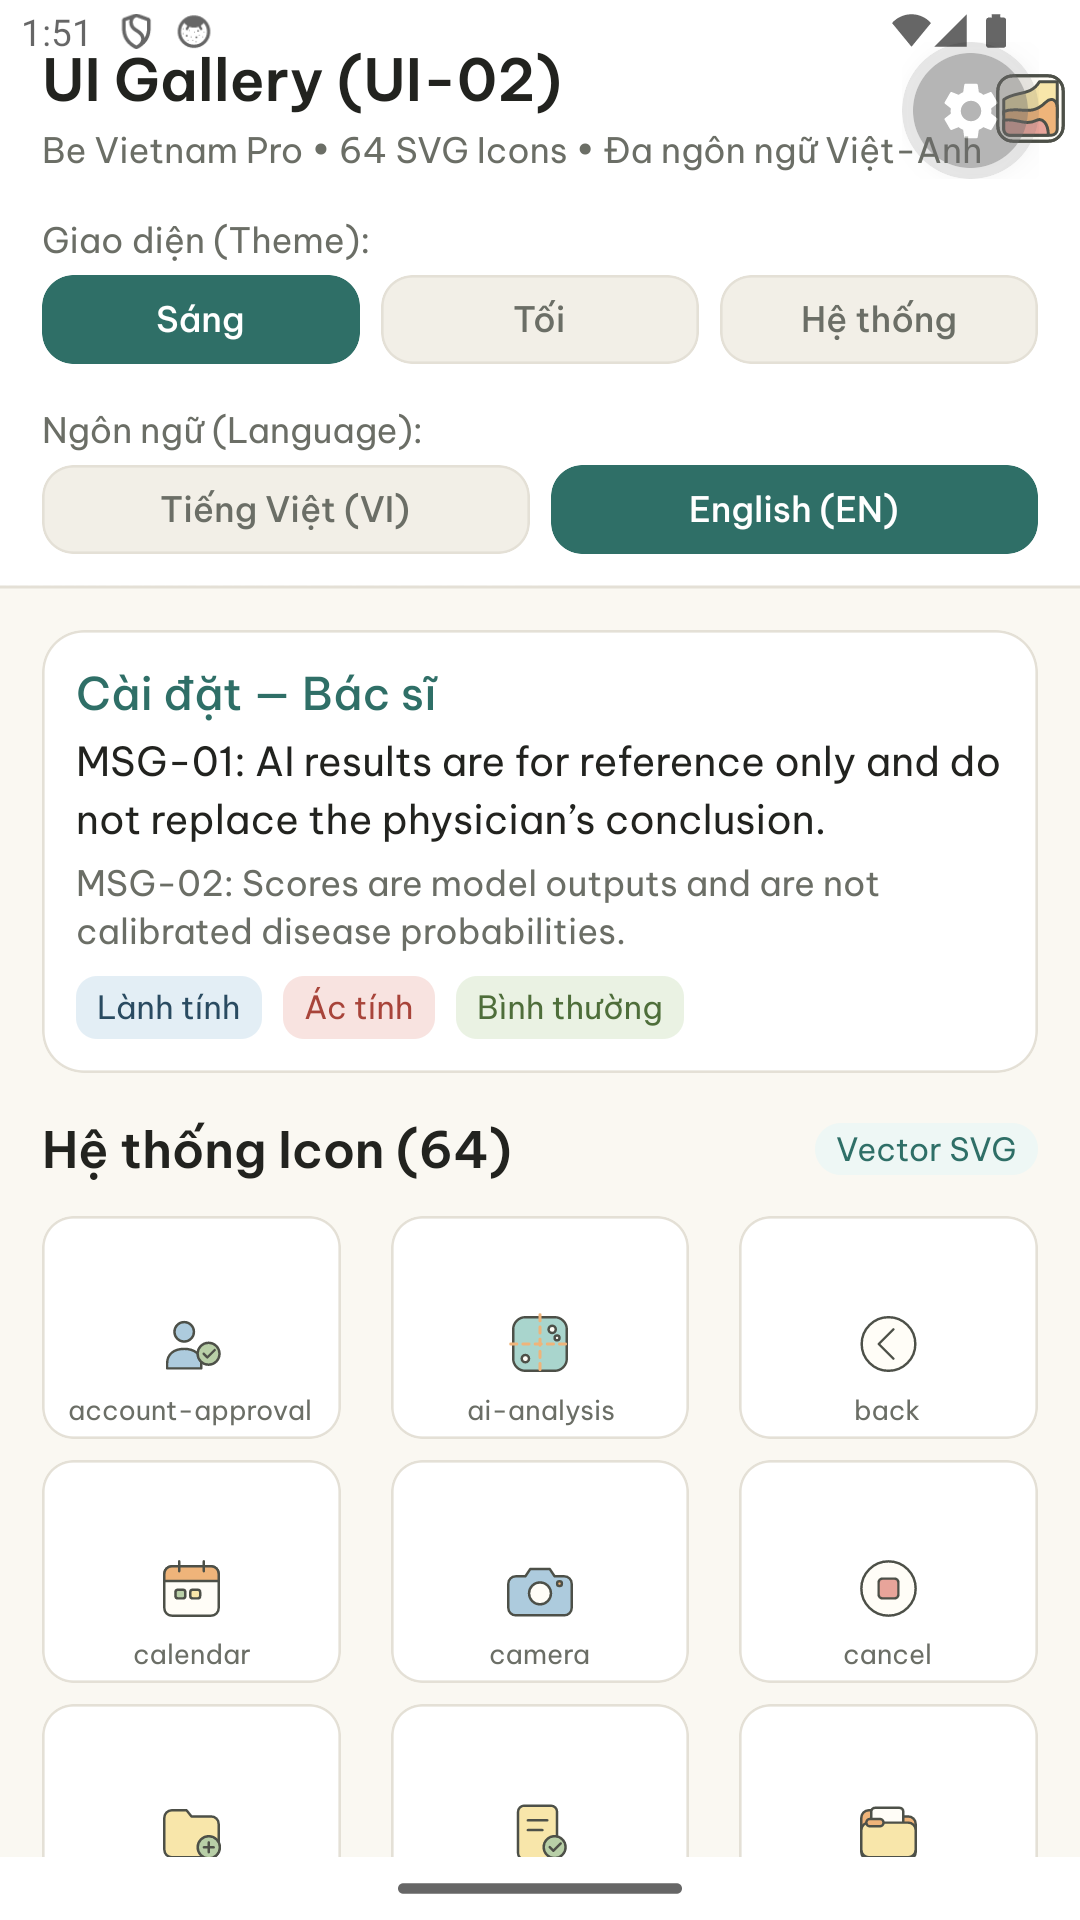 1:51
UI Gallery (UI-02)
Be Vietnam Pro • 64 SVG Icons • Đa ngôn ngữ Việt-Anh
Giao diện (Theme):
Sáng
Tối
Hệ thống
Ngôn ngữ (Language):
Tiếng Việt (VI)
English (EN)
Cài đặt — Bác sĩ
MSG-01: AI results are for reference only and do
not replace the physician’s conclusion.
MSG-02: Scores are model outputs and are not
calibrated disease probabilities.
Lành tính
Ác tính
Bình thường
Hệ thống Icon (64)
Vector SVG
account-approval
ai-analysis
back
calendar
camera
cancel